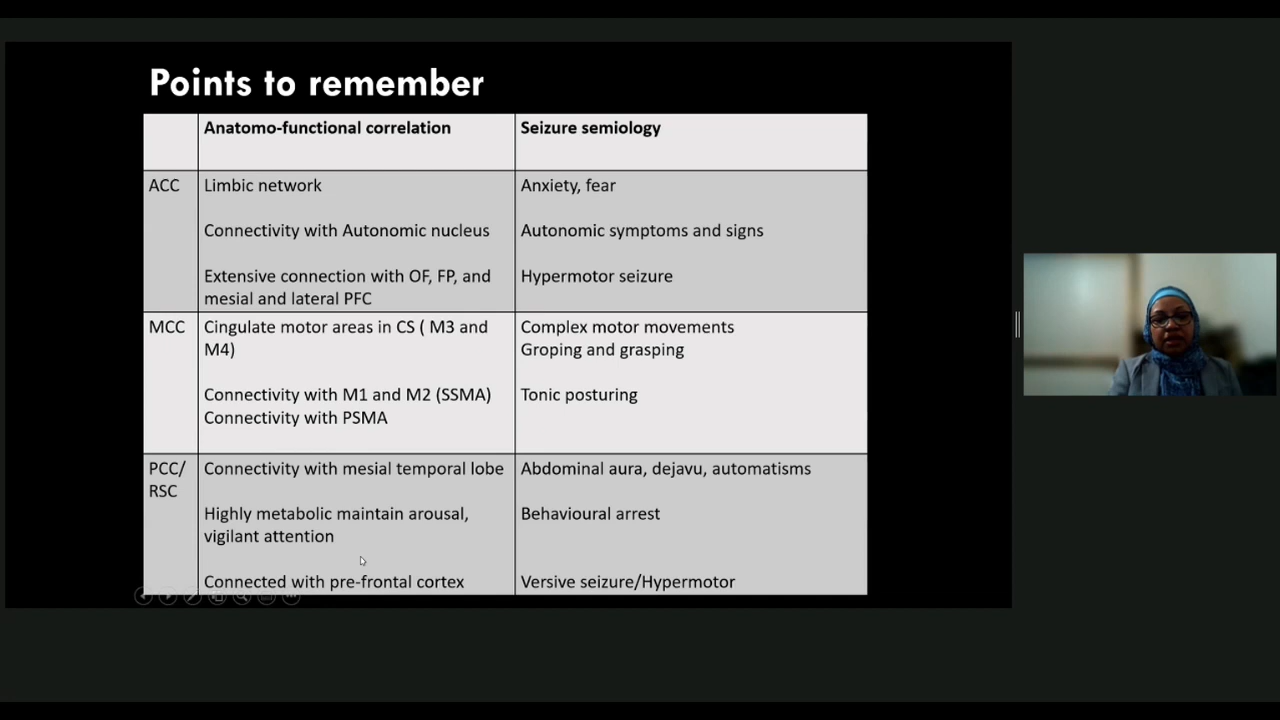 Points to remember
Anatomo-functional correlation
Seizure semiology
ACC
Limbic network
Anxiety, fear
Connectivity with Autonomic nucleus
Autonomic symptoms and signs
Extensive connection with OF, FP, and
mesial and lateral PFC
Hypermotor seizure
MCC
Cingulate motor areas in CS ( M3 and
M4)
Complex motor movements
Groping and grasping
Connectivity with M1 and M2 (SSMA)
Connectivity with PSMA
Tonic posturing
PCC/
RSC
Connectivity with mesial temporal lobe
Abdominal aura, dejavu, automatisms
Highly metabolic maintain arousal,
vigilant attention
Behavioural arrest
Connected with pre-frontal cortex
Versive seizure/Hypermotor